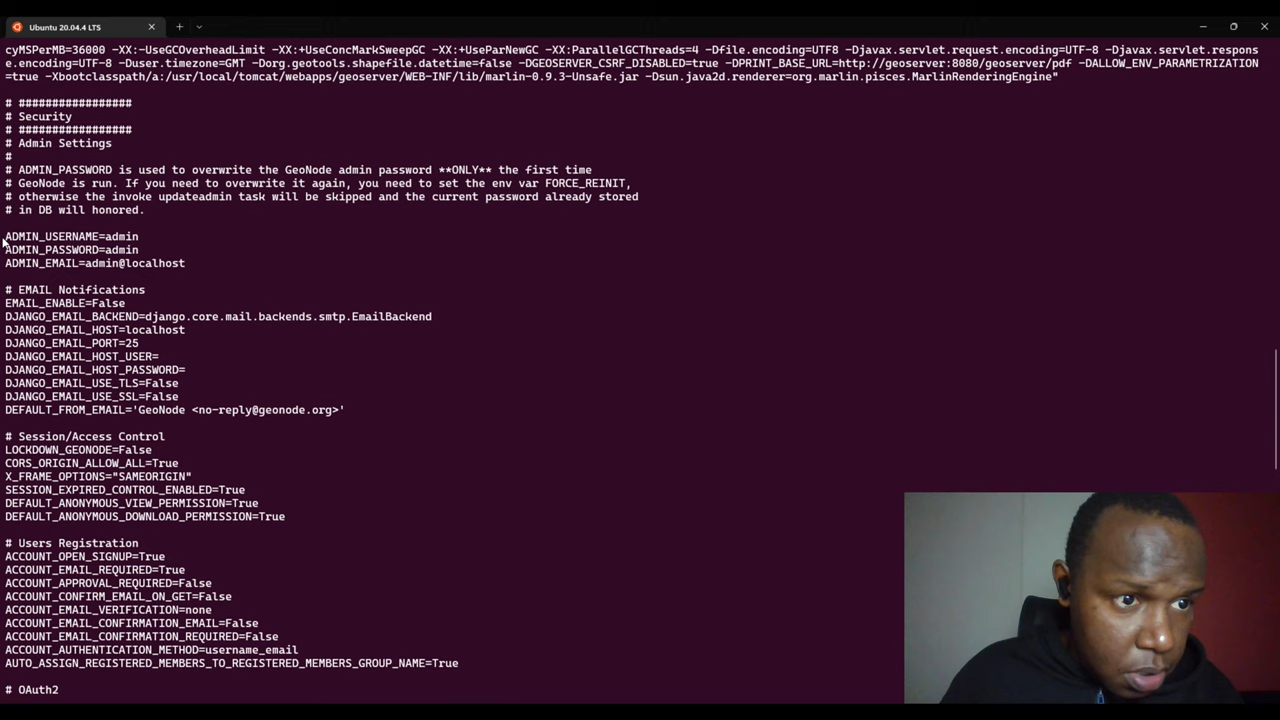 Ubuntu 20.04.4 LTS
cyMSPerMB=36000 -XX:-UseGCOverheadLimit -XX:+UseConcMarkSweepGC -XX:+UseParNewGC -XX:ParallelGCThreads=4 -Dfile.encoding=UTF8 -Djavax.servlet.request.encoding=UTF-8 -Djavax.servlet.respons
e.encoding=UTF-8 -Duser.timezone=GMT -Dorg.geotools.shapefile.datetime=false -DGEOSERVER_CSRF_DISABLED=true -DPRINT_BASE_URL=http://geoserver:8080/geoserver/pdf -DALLOW_ENV_PARAMETRIZATION
=true -Xbootclasspath/a:/usr/local/tomcat/webapps/geoserver/WEB-INF/lib/marlin-0.9.3-Unsafe.jar -Dsun.java2d.renderer=org.marlin.pisces.MarlinRenderingEngine"
# #################
# Security
# #################
# Admin Settings
#
# ADMIN_PASSWORD is used to overwrite the GeoNode admin password **ONLY** the first time
# GeoNode is run. If you need to overwrite it again, you need to set the env var FORCE_REINIT,
# otherwise the invoke updateadmin task will be skipped and the current password already stored
# in DB will honored.
ADMIN_USERNAME=admin
ADMIN_PASSWORD=admin
ADMIN_EMAIL=admin@localhost
# EMAIL Notifications
EMAIL_ENABLE=False
DJANGO_EMAIL_BACKEND=django.core.mail.backends.smtp.EmailBackend
DJANGO_EMAIL_HOST=localhost
DJANGO_EMAIL_PORT=25
DJANGO_EMAIL_HOST_USER=
DJANGO_EMAIL_HOST_PASSWORD=
DJANGO_EMAIL_USE_TLS=False
DJANGO_EMAIL_USE_SSL=False
DEFAULT_FROM_EMAIL='GeoNode <no-reply@geonode.org>'
# Session/Access Control
LOCKDOWN_GEONODE=False
CORS_ORIGIN_ALLOW_ALL=True
X_FRAME_OPTIONS="SAMEORIGIN"
SESSION_EXPIRED_CONTROL_ENABLED=True
DEFAULT_ANONYMOUS_VIEW_PERMISSION=True
DEFAULT_ANONYMOUS_DOWNLOAD_PERMISSION=True
# Users Registration
ACCOUNT_OPEN_SIGNUP=True
ACCOUNT_EMAIL_REQUIRED=True
ACCOUNT_APPROVAL_REQUIRED=False
ACCOUNT_CONFIRM_EMAIL_ON_GET=False
ACCOUNT_EMAIL_VERIFICATION=none
ACCOUNT_EMAIL_CONFIRMATION_EMAIL=False
ACCOUNT_EMAIL_CONFIRMATION_REQUIRED=False
ACCOUNT_AUTHENTICATION_METHOD=username_email
AUTO_ASSIGN_REGISTERED_MEMBERS_TO_REGISTERED_MEMBERS_GROUP_NAME=True
# OAuth2